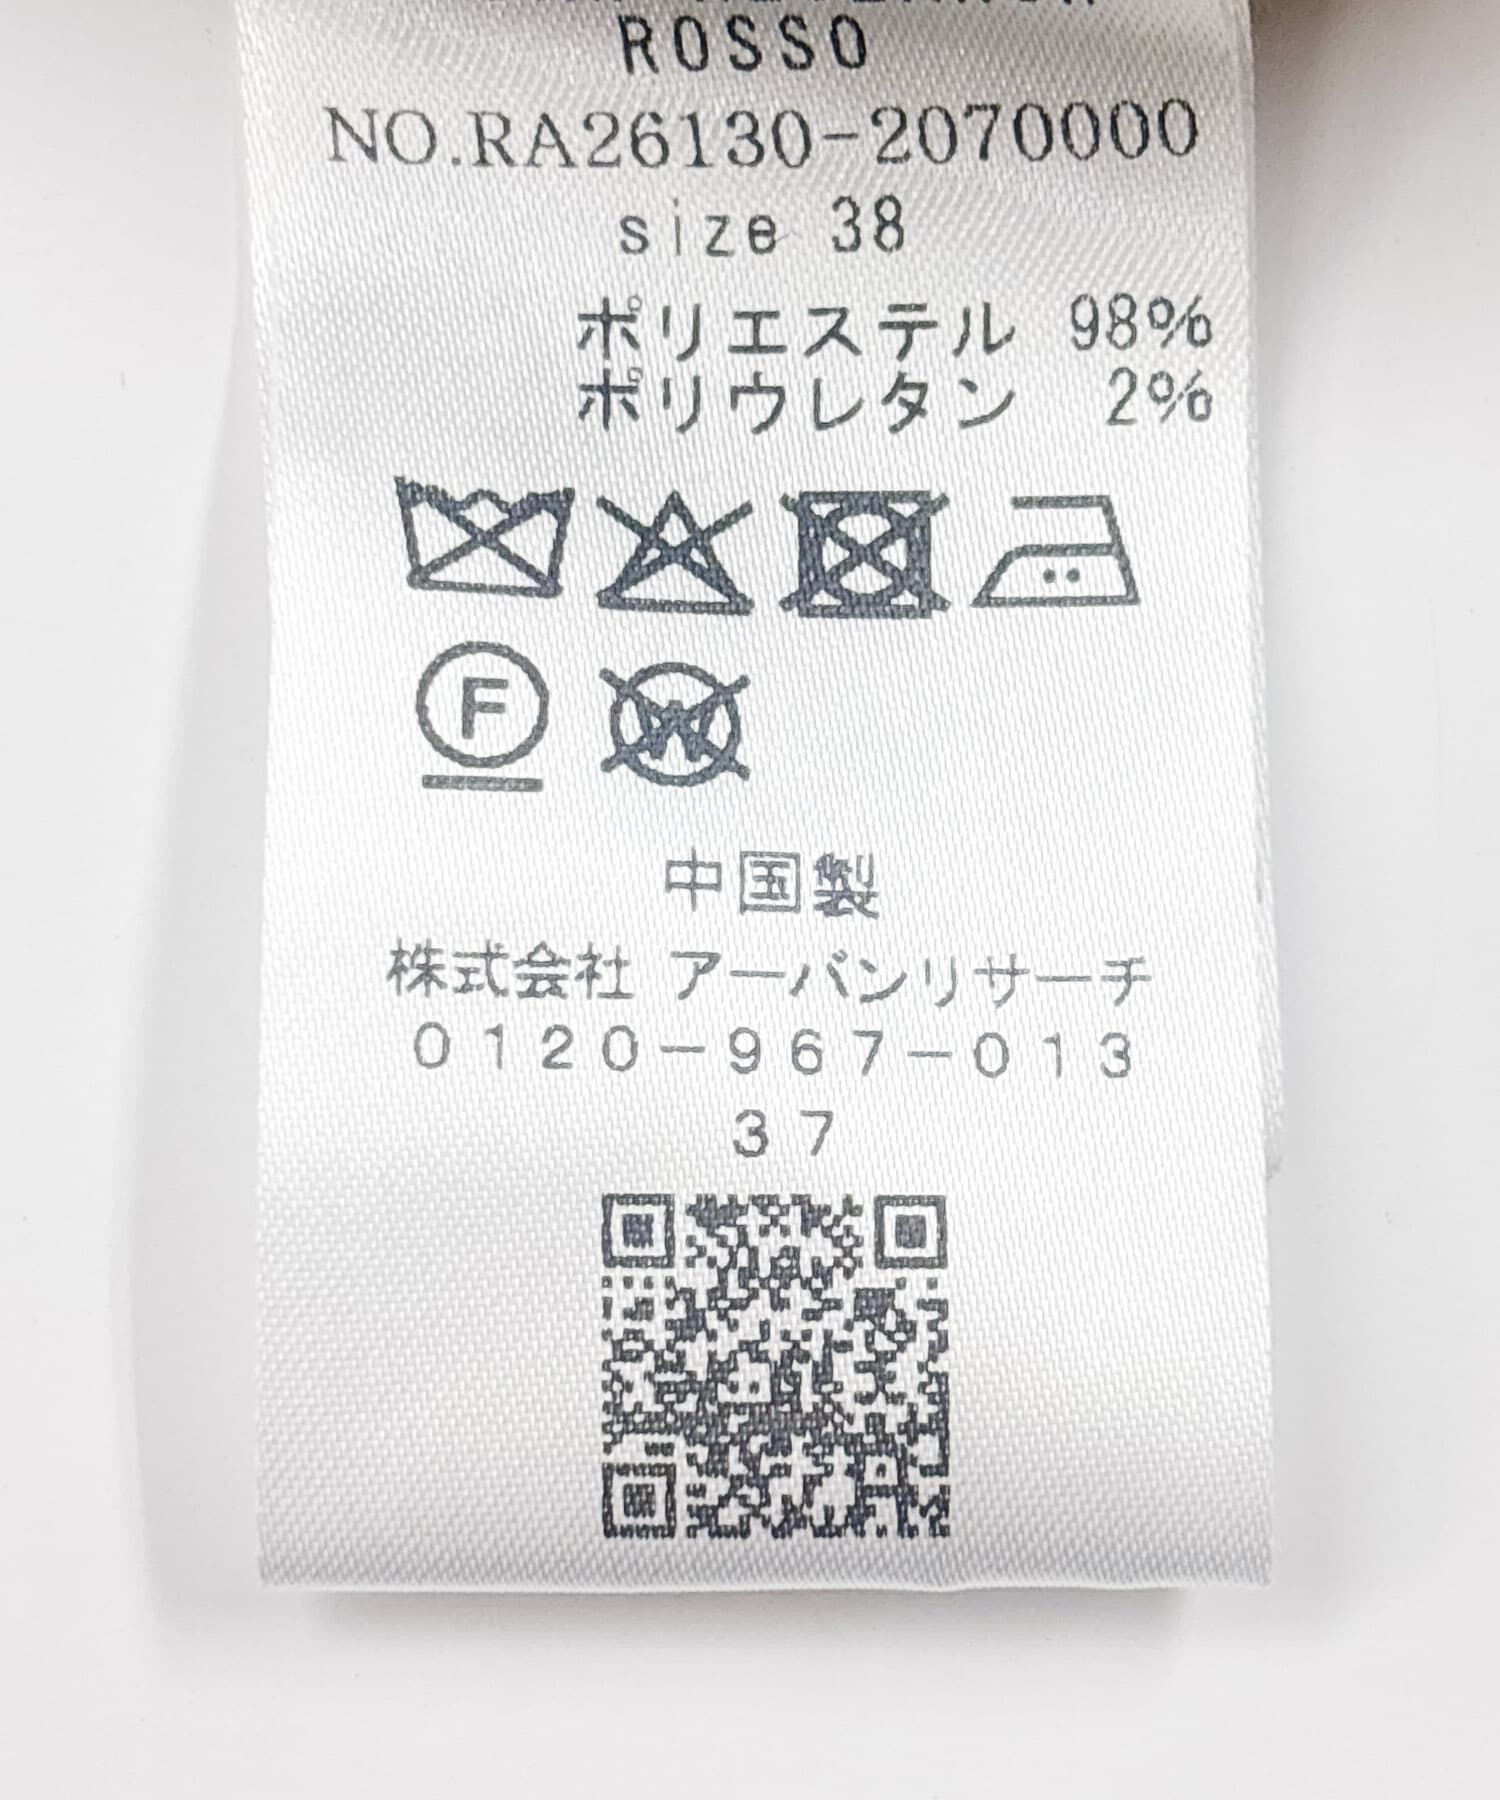 ROSSO
NO.RA26130-2070000
size 38
ポリエステル 98%
ポリウレタン 2%
F
W
中国製
株式会社 アーバンリサーチ
0120-967-013
37